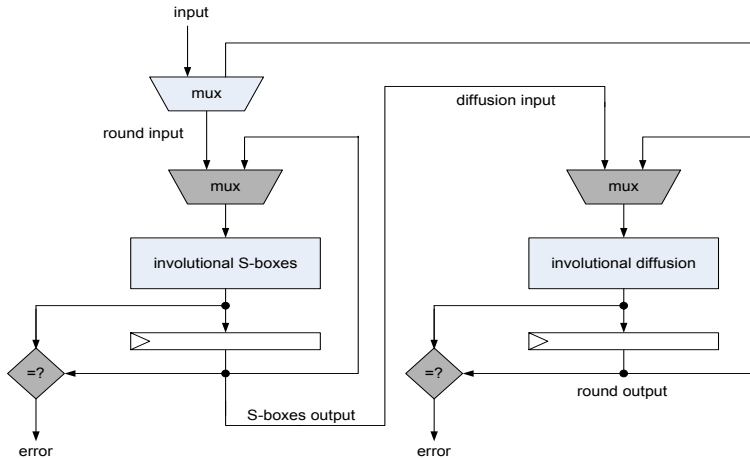 input
mux
round input
diffusion input
mux
mux
involutional S-boxes
involutional diffusion
=?
=?
S-boxes output
round output
error
error